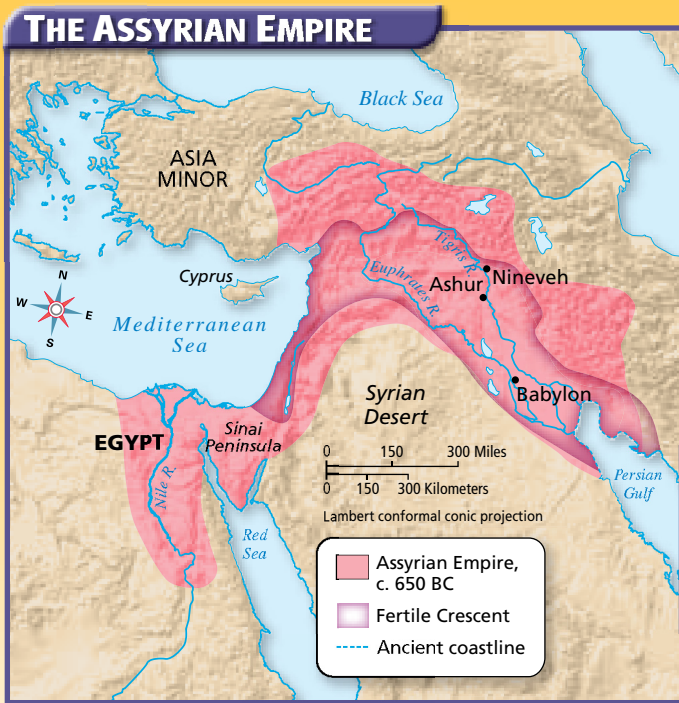 THE ASSYRIAN EMPIRE
Black Sea
ASIA
MINOR
Tigris R.
Nineveh
Cyprus
Euphrates R.
Ashur
N
W
E
S
Mediterranean
Sea
Babylon
Syrian
Desert
Sinai
Peninsula
EGYPT
Nile R.
0 150 300 Miles
0 150 300 Kilometers
Lambert conformal conic projection
Persian
Gulf
Red
Sea
Assyrian Empire,
c. 650 BC
Fertile Crescent
Ancient coastline